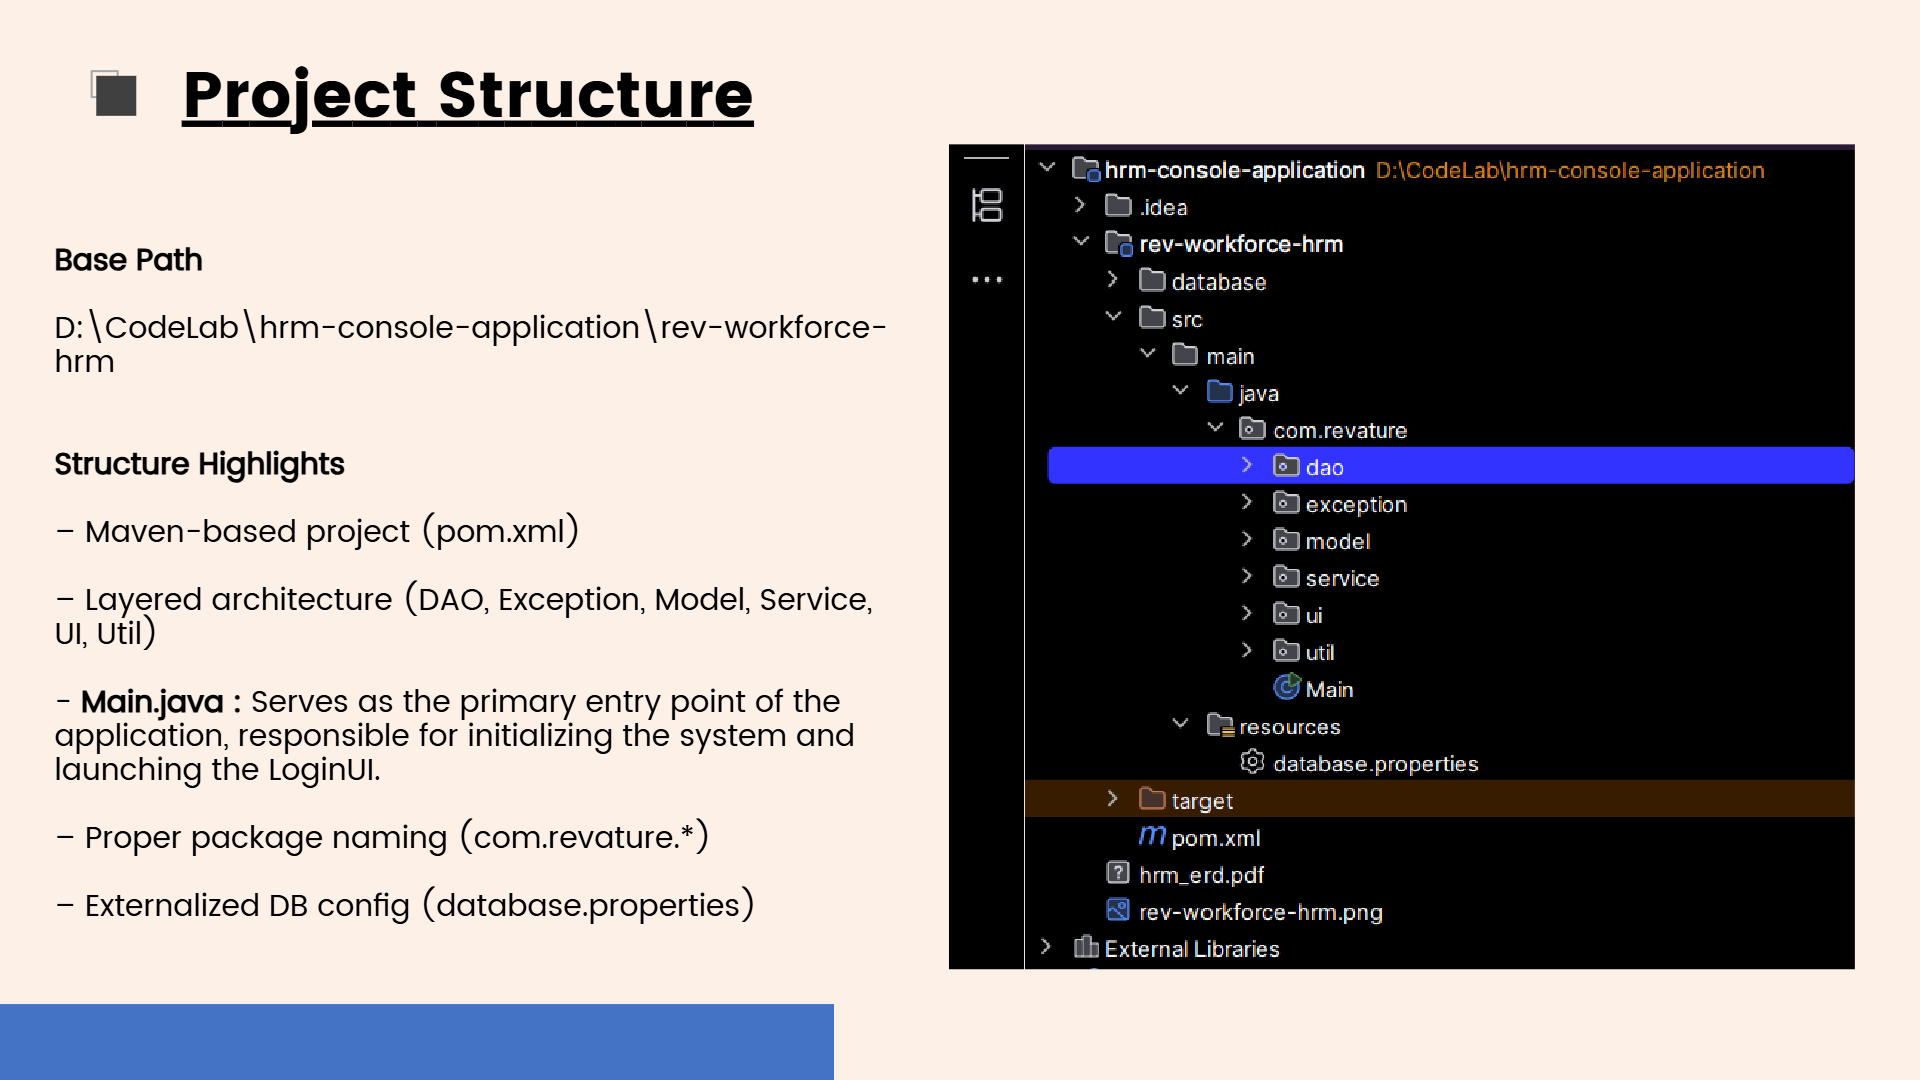 Project Structure
Base Path
D:\CodeLab\hrm-console-application\rev-workforce-
hrm
Structure Highlights
– Maven-based project (pom.xml)
– Layered architecture (DAO, Exception, Model, Service,
UI, Util)
- Main.java : Serves as the primary entry point of the
application, responsible for initializing the system and
launching the LoginUI.
– Proper package naming (com.revature.*)
– Externalized DB config (database.properties)
hrm-console-application D:\CodeLab\hrm-console-application
.idea
rev-workforce-hrm
database
src
main
java
com.revature
dao
exception
model
service
ui
util
Main
resources
database.properties
target
pom.xml
hrm_erd.pdf
rev-workforce-hrm.png
External Libraries